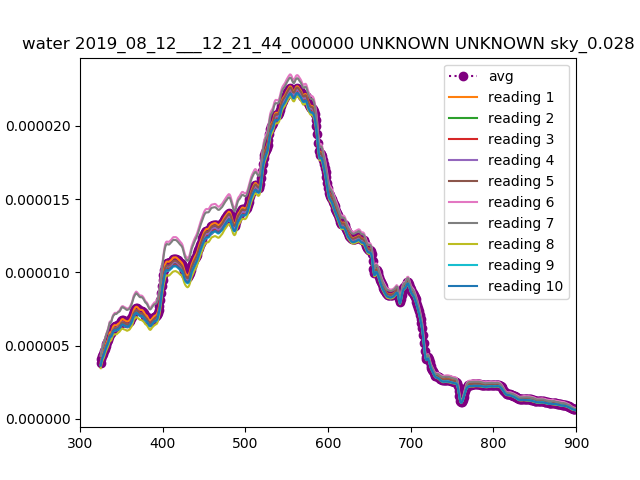 water 2019_08_12___12_21_44_000000 UNKNOWN UNKNOWN sky_0.028
avg
reading 1
reading 2
reading 3
reading 4
reading 5
reading 6
reading 7
reading 8
reading 9
reading 10
0.000020
0.000015
0.000010
0.000005
0.000000
300 400 500 600 700 800 900